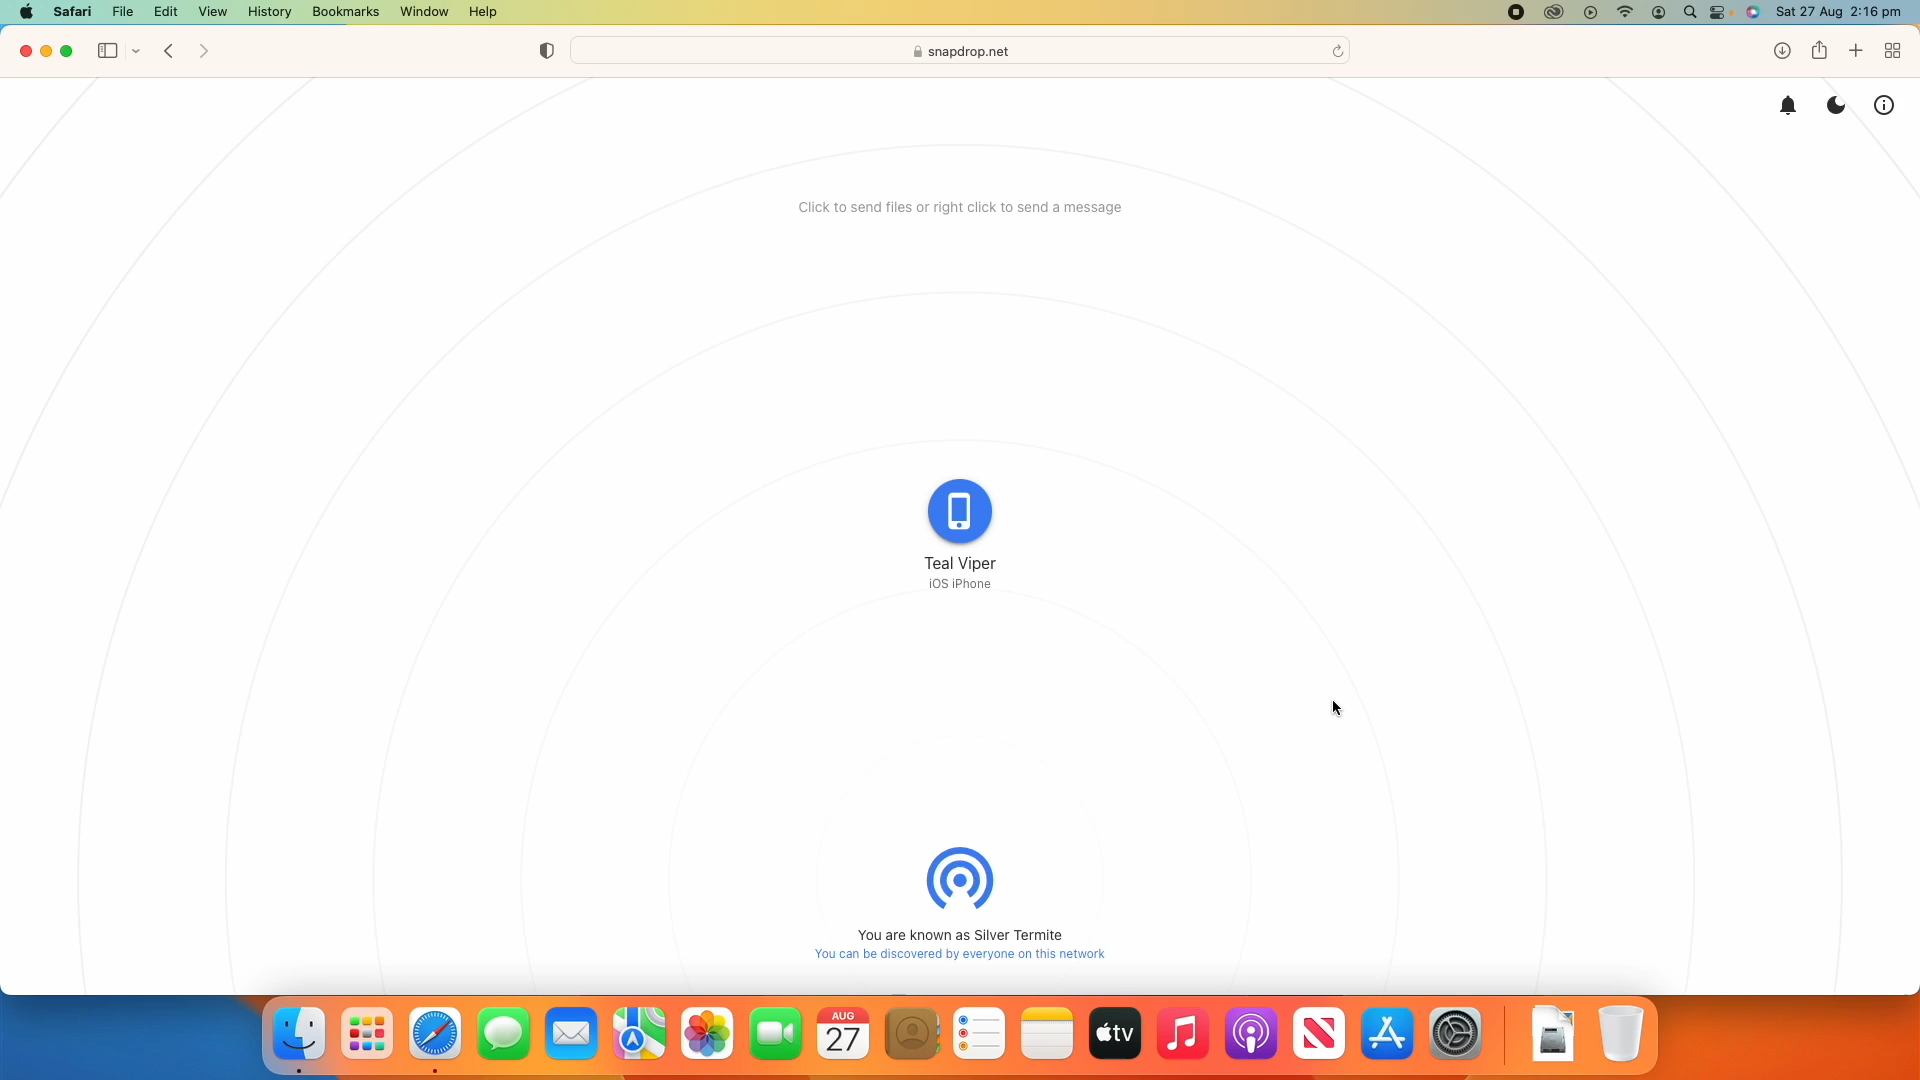 Safari File Edit View History Bookmarks Window Help Sat 27 Aug 2:16 pm
snapdrop.net
Click to send files or right click to send a message
Teal Viper
iOS iPhone
You are known as Silver Termite
You can be discovered by everyone on this network
AUG
27
tv